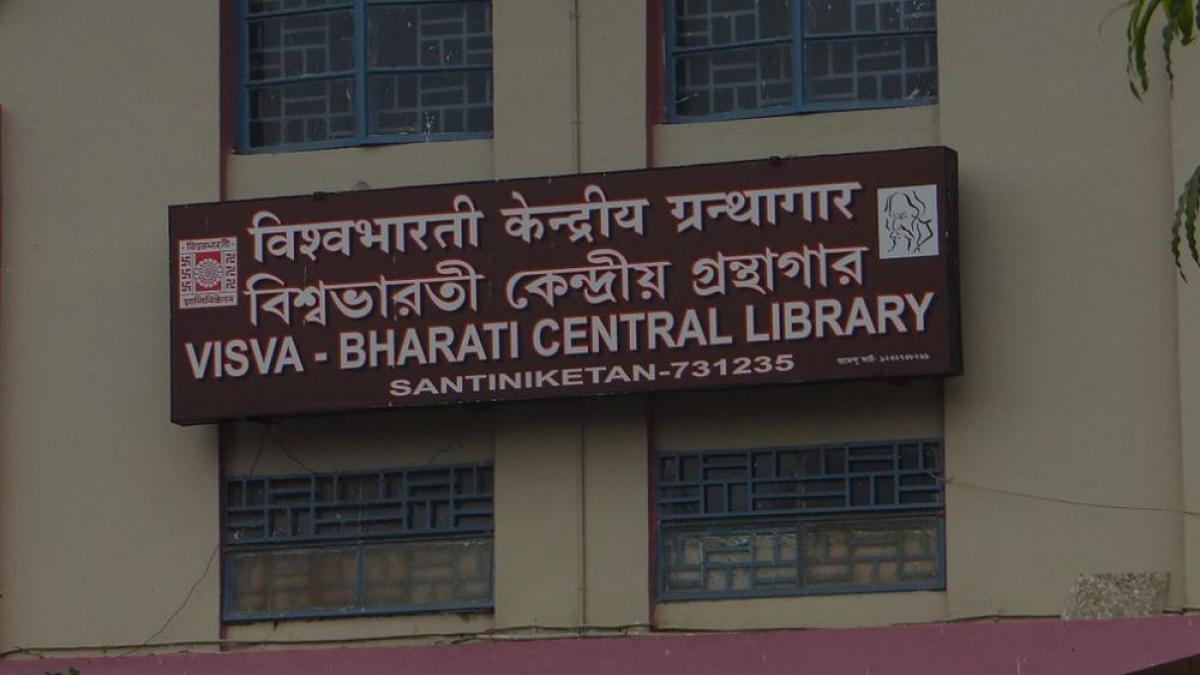 विश्वभारती केन्द्रीय ग्रन्थागार
বিশ্বভারতী কেন্দ্রীয় গ্রন্থাগার
VISVA - BHARATI CENTRAL LIBRARY
SANTINIKETAN-731235